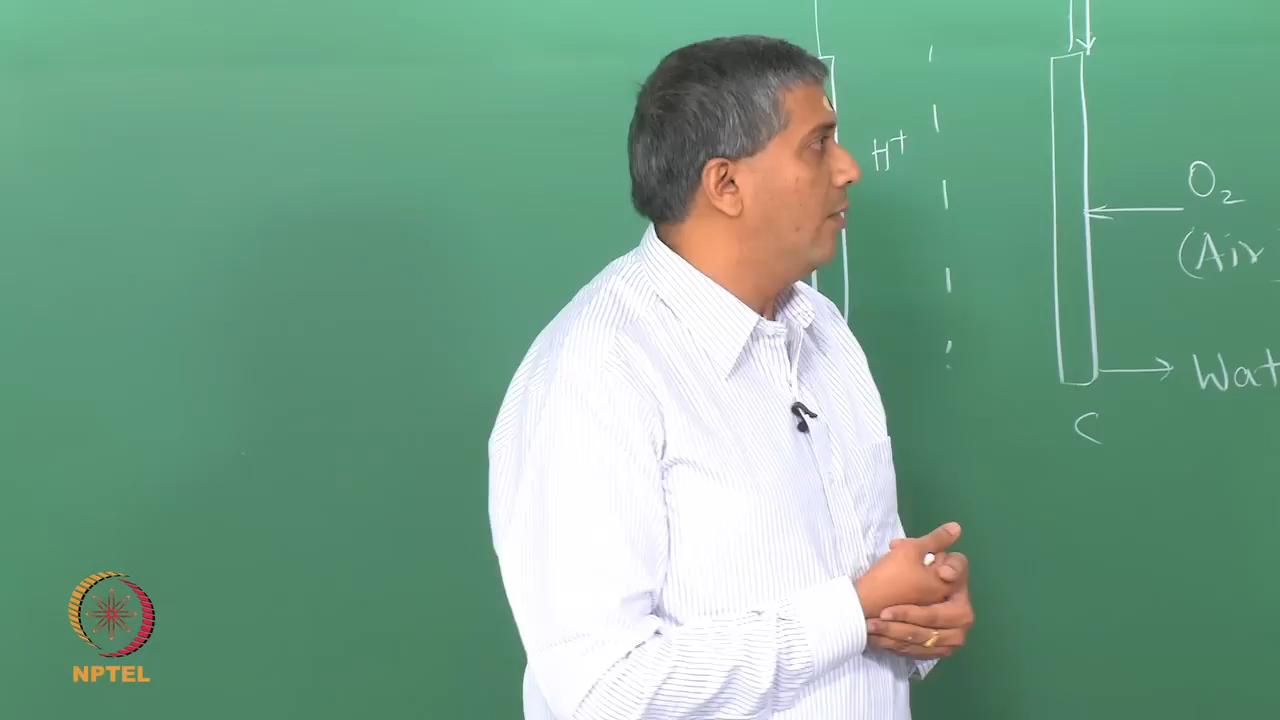 H+
O₂
(Air
Wat
C
NPTEL